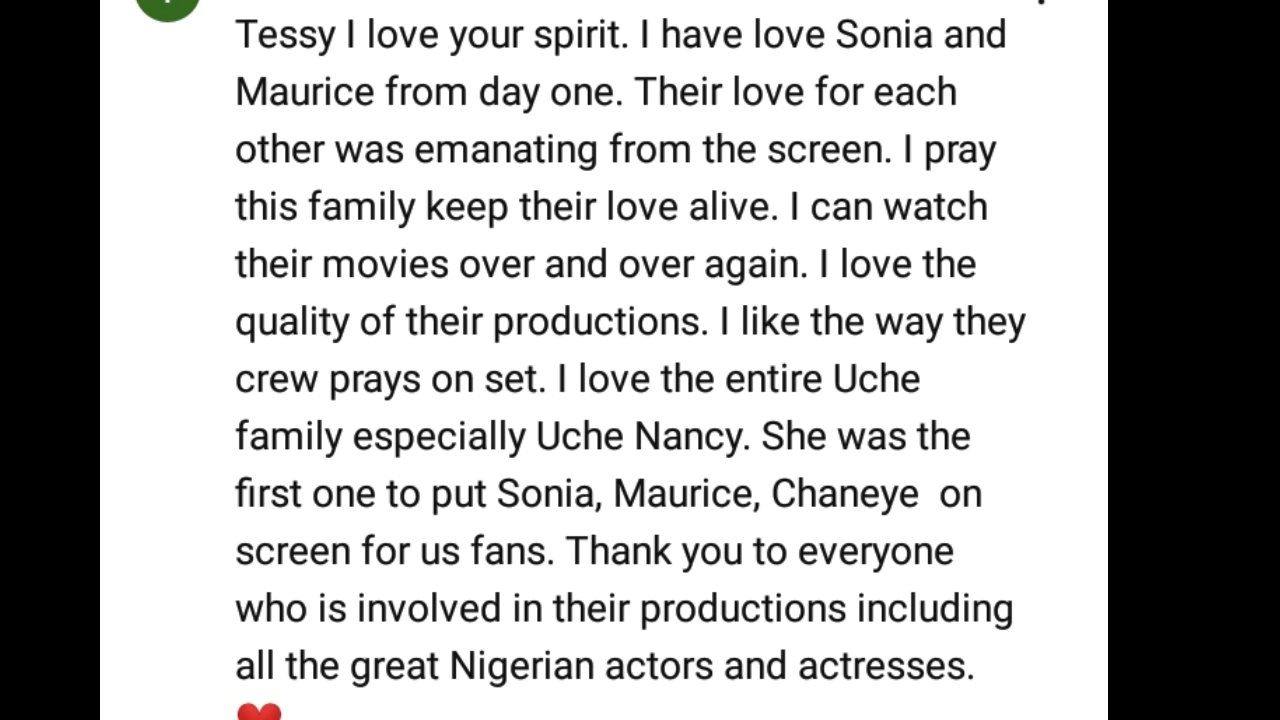 Tessy I love your spirit. I have love Sonia and
Maurice from day one. Their love for each
other was emanating from the screen. I pray
this family keep their love alive. I can watch
their movies over and over again. I love the
quality of their productions. I like the way they
crew prays on set. I love the entire Uche
family especially Uche Nancy. She was the
first one to put Sonia, Maurice, Chaneye  on
screen for us fans. Thank you to everyone
who is involved in their productions including
all the great Nigerian actors and actresses.
❤️